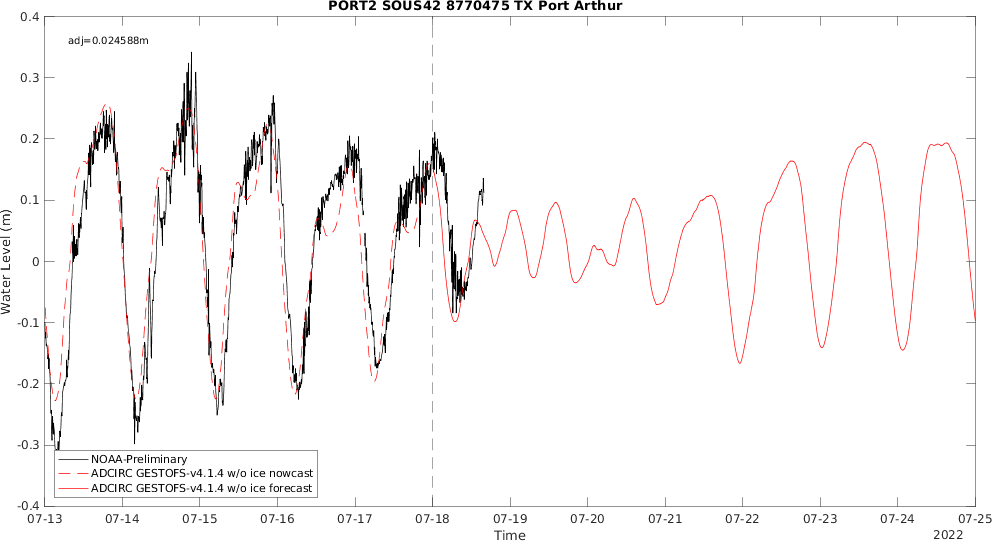 PORT2 SOUS42 8770475 TX Port Arthur
adj=0.024588m
Water Level (m)
0.4
0.3
0.2
0.1
0
-0.1
-0.2
-0.3
-0.4
NOAA-Preliminary
ADCIRC GESTOFS-v4.1.4 w/o ice nowcast
ADCIRC GESTOFS-v4.1.4 w/o ice forecast
07-13 07-14 07-15 07-16 07-17 07-18 07-19 07-20 07-21 07-22 07-23 07-24 07-25
Time
2022